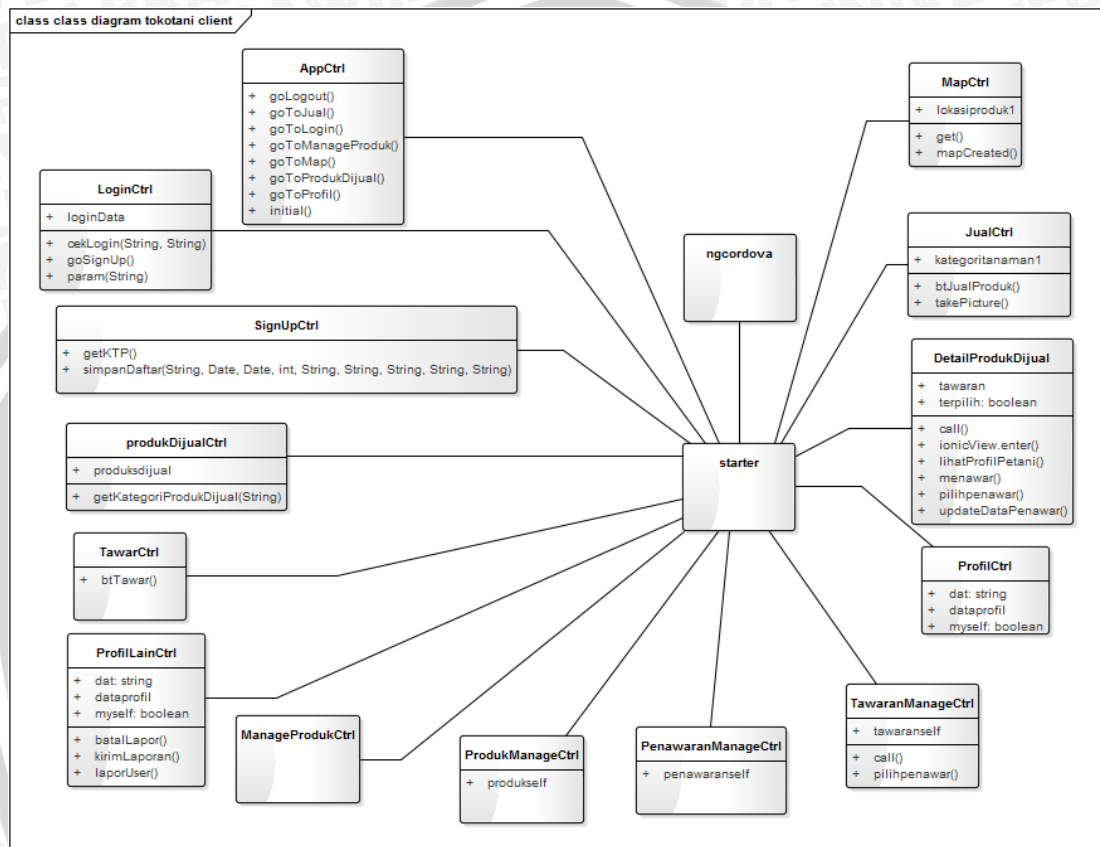 class class diagram tokotani client
AppCtrl
+ goLogout()
+ goToJual()
+ goToLogin()
+ goToManageProduk()
+ goToMap()
+ goToProdukDijual()
+ goToProfil()
+ initial()
MapCtrl
+ lokasiproduk1
+ get()
+ mapCreated()
LoginCtrl
+ loginData
+ cekLogin(String, String)
+ goSignUp()
+ param(String)
ngcordova
JualCtrl
+ kategoritanaman1
+ btJualProduk()
+ takePicture()
SignUpCtrl
+ getKTP()
+ simpanDaftar(String, Date, Date, int, String, String, String, String, String)
DetailProdukDijual
+ tawaran
+ terpilih: boolean
+ call()
+ ionicView.enter()
+ lihatProfilPetani()
+ menawar()
+ pilihpenawar()
+ updateDataPenawar()
produkDijualCtrl
+ produksdijual
+ getKategoriProdukDijual(String)
starter
TawarCtrl
+ btTawar()
ProfilCtrl
+ dat: string
+ dataprofil
+ myself: boolean
ProfilLainCtrl
+ dat: string
+ dataprofil
+ myself: boolean
+ batalLapor()
+ kirimLaporan()
+ laporUser()
ManageProdukCtrl
ProdukManageCtrl
+ produkself
PenawaranManageCtrl
+ penawaranself
TawaranManageCtrl
+ tawaranself
+ call()
+ pilihpenawar()